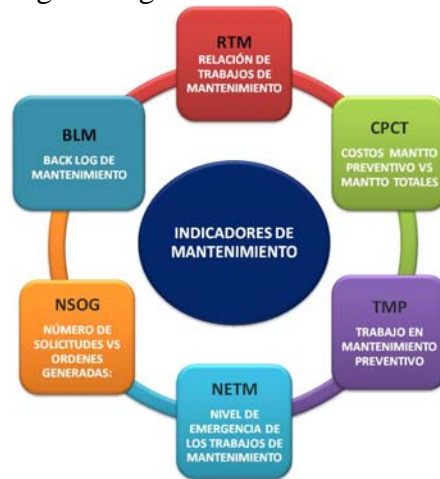 RTM
RELACIÓN DE
TRABAJOS DE
MANTENIMIENTO
CPCT
COSTOS MANTTO
PREVENTIVO VS
MANTTO TOTALES
TMP
TRABAJO EN
MANTENIMIENTO
PREVENTIVO
NETM
NIVEL DE
EMERGENCIA DE
LOS TRABAJOS DE
MANTENIMIENTO
NSOG
NÚMERO DE
SOLICITUDES VS
ORDENES
GENERADAS:
BLM
BACK LOG DE
MANTENIMIENTO
INDICADORES DE
MANTENIMIENTO